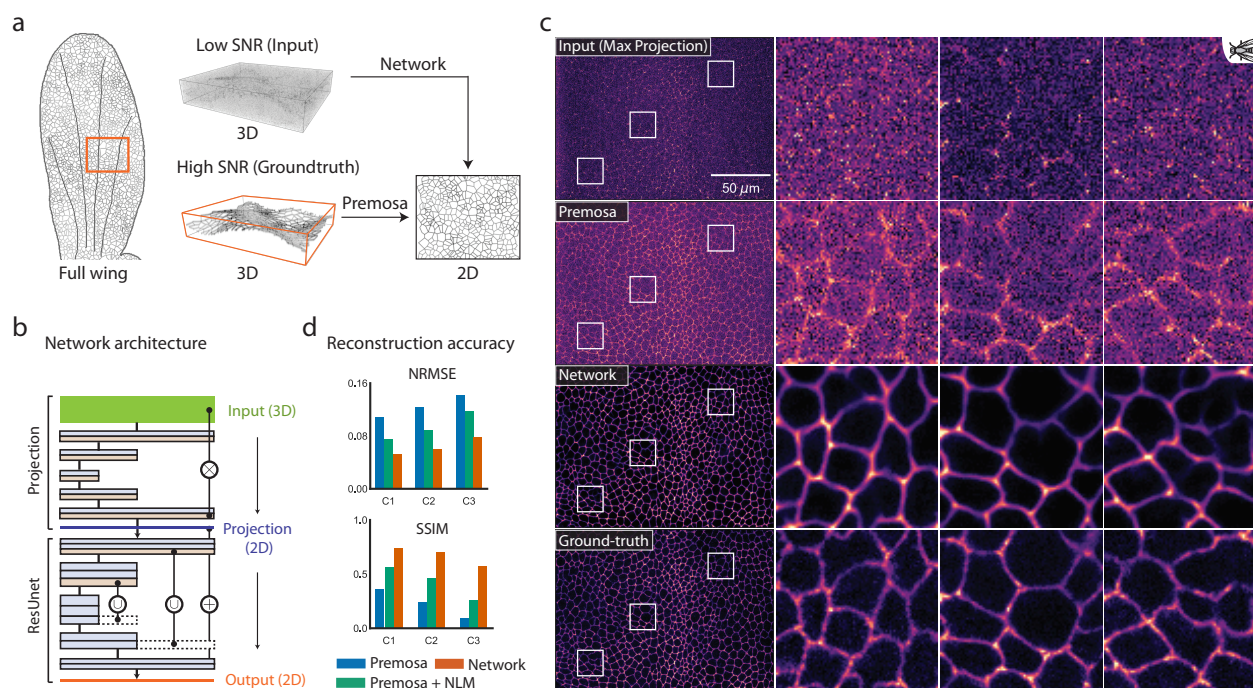 a
Low SNR (Input)
Network
3D
High SNR (Groundtruth)
Premosa
3D
2D
Full wing
b
Network architecture
Projection
Input (3D)
Projection
(2D)
ResUnet
U
U
Output (2D)
c
Input (Max Projection)
50 µm
Premosa
Network
Ground-truth
d
Reconstruction accuracy
NRMSE
0.16
0.08
0.00
C1 C2 C3
SSIM
1.0
0.5
0.0
C1 C2 C3
Premosa Network
Premosa + NLM